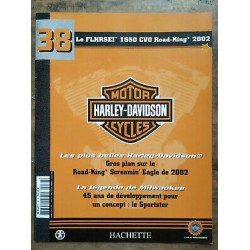 38
Le FLHRSEI 1550 CVO Road-King® 2002
MOTOR
HARLEY-DAVIDSON
CYCLES
Les plus belles Harley-Davidson®
Gros plan sur le
Road-King Screamin' Eagle de 2002
La légende de Milwaukee
45 ans de développement pour
un concept : le Sportster
HACHETTE